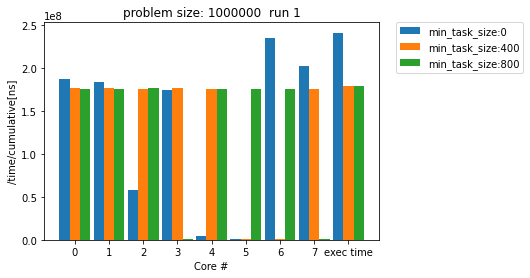 problem size: 1000000 run 1
1e8
2.5
2.0
1.5
1.0
0.5
0.0
/time/cumulative[ns]
0 1 2 3 4 5 6 7 exec time
Core #
min_task_size:0
min_task_size:400
min_task_size:800